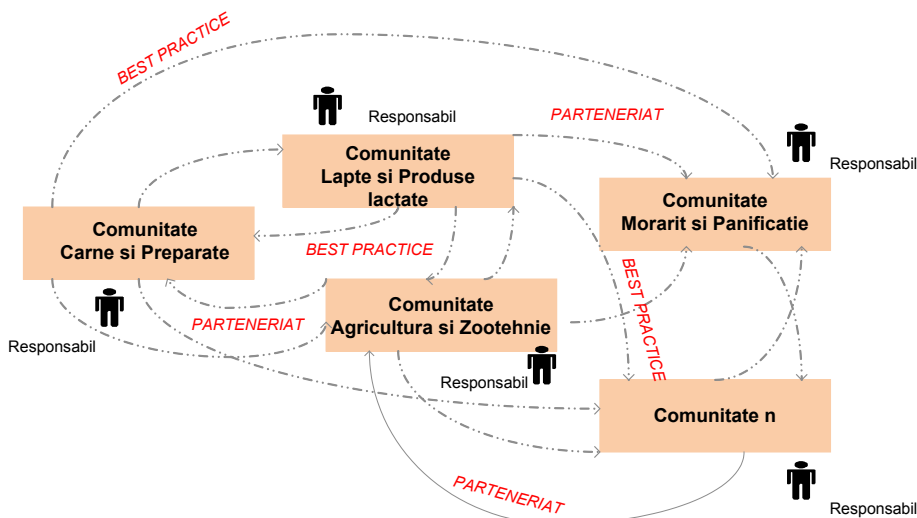 BEST PRACTICE
Responsabil
PARTENERIAT
Responsabil
Comunitate
Lapte si Produse
lactate
Comunitate
Morarit si Panificatie
Comunitate
Carne si Preparate
BEST PRACTICE
BEST PRACTICE
Comunitate
Agricultura si Zootehnie
PARTENERIAT
Responsabil
Responsabil
Comunitate n
PARTENERIAT
Responsabil